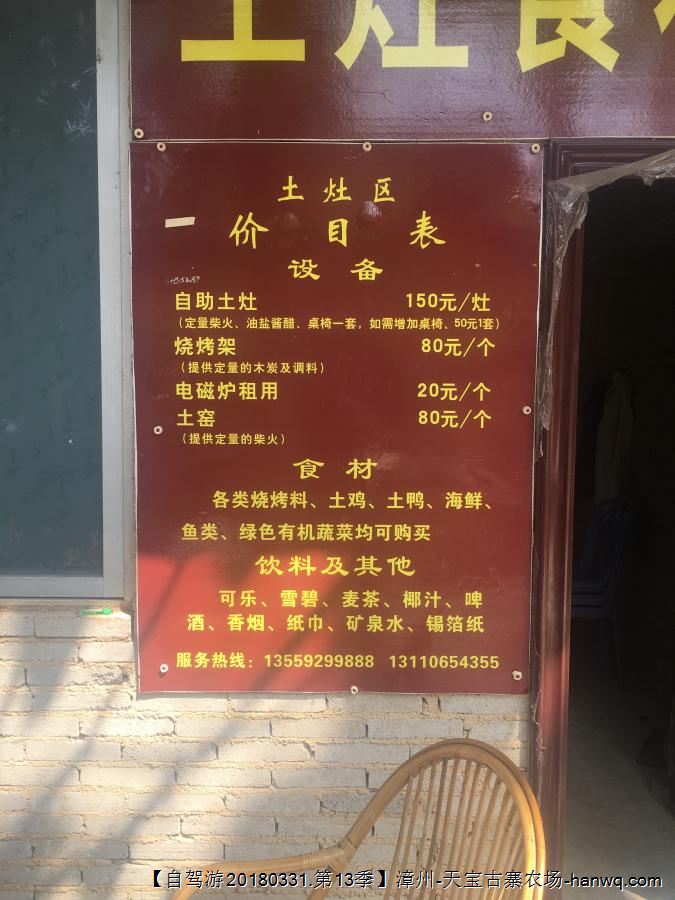 土灶食材
土灶区
价目表
设备
自助土灶 150元/灶
（定量柴火、油盐酱醋、桌椅一套，如需增加桌椅、50元1套）
烧烤架 80元/个
（提供定量的木炭及调料）
电磁炉租用 20元/个
土窑 80元/个
（提供定量的柴火）
食材
各类烧烤料、土鸡、土鸭、海鲜、
鱼类、绿色有机蔬菜均可购买
饮料及其他
可乐、雪碧、麦茶、椰汁、啤
酒、香烟、纸巾、矿泉水、锡箔纸
服务热线：13559299888 13110654355
【自驾游20180331.第13季】漳州-天宝古寨农场-hanwq.com